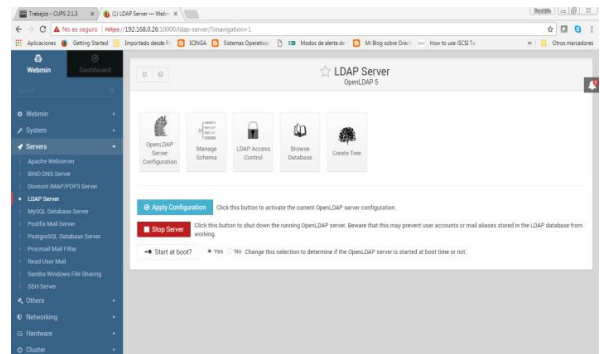 Trabajos - CUPS 2.1.3
(1) LDAP Server — Webm
No es seguro | https://192.168.0.26:10000/ldap-server/?xnavigation=1
Aplicaciones Getting Started Importado desde Fi ICINGA Sistemas Operativos Modos de alerta de Mi Blog sobre Oracl How to use iSCSI Ta Otros marcadores
Webmin Dashboard
LDAP Server
OpenLDAP 5
Webmin
System
Servers
Apache Webserver
BIND DNS Server
Dovecot IMAP/POP3 Server
LDAP Server
MySQL Database Server
Postfix Mail Server
PostgreSQL Database Server
Procmail Mail Filter
Read User Mail
Samba Windows File Sharing
SSH Server
Others
Networking
Hardware
Cluster
OpenLDAP Server Configuration
Manage Schema
LDAP Access Control
Browse Database
Create Tree
Apply Configuration Click this button to activate the current OpenLDAP server configuration.
Stop Server Click this button to shut down the running OpenLDAP server. Beware that this may prevent user accounts or mail aliases stored in the LDAP database from
working.
Start at boot? Yes No Change this selection to determine if the OpenLDAP server is started at boot time or not.